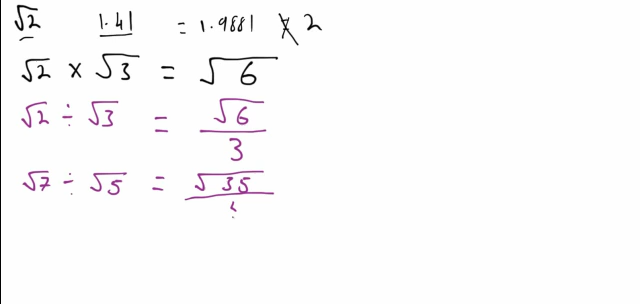 √2 1.41 = 1.9881 × 2
√2 × √3 = √6
√2 ÷ √3 = √6 / 3
√7 ÷ √5 = √35